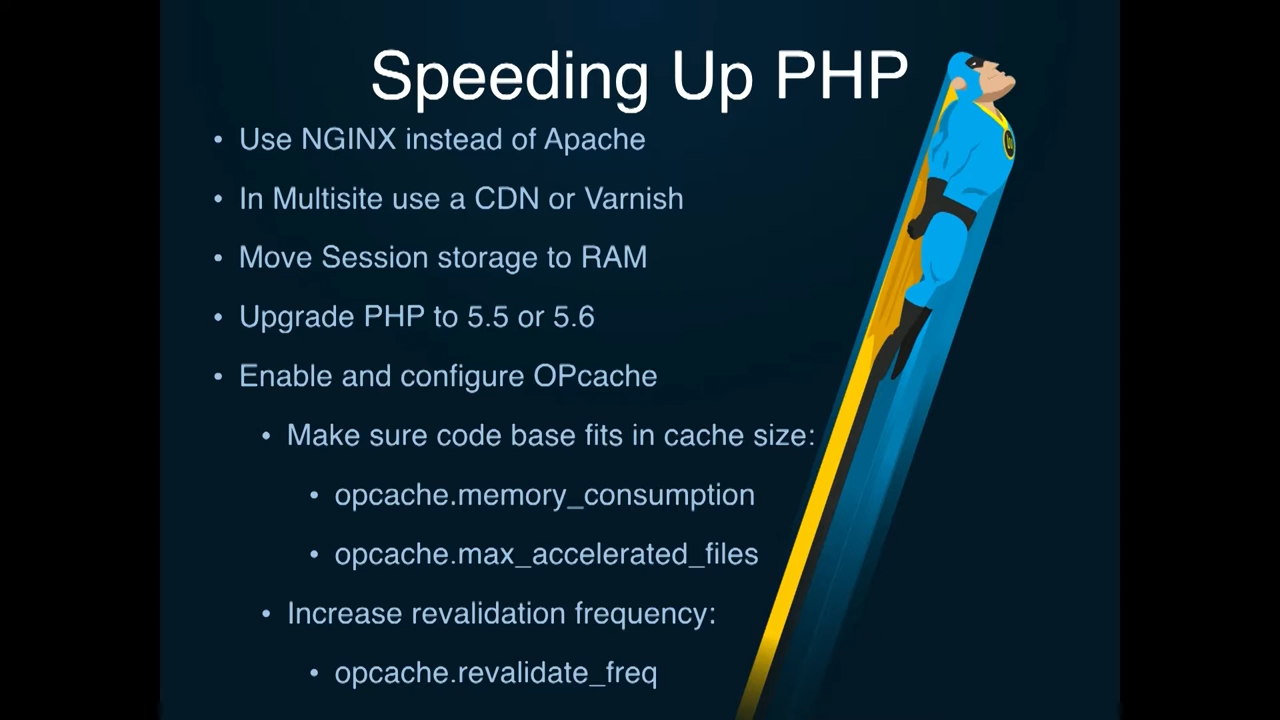 Speeding Up PHP
• Use NGINX instead of Apache
• In Multisite use a CDN or Varnish
• Move Session storage to RAM
• Upgrade PHP to 5.5 or 5.6
• Enable and configure OPcache
• Make sure code base fits in cache size:
• opcache.memory_consumption
• opcache.max_accelerated_files
• Increase revalidation frequency:
• opcache.revalidate_freq